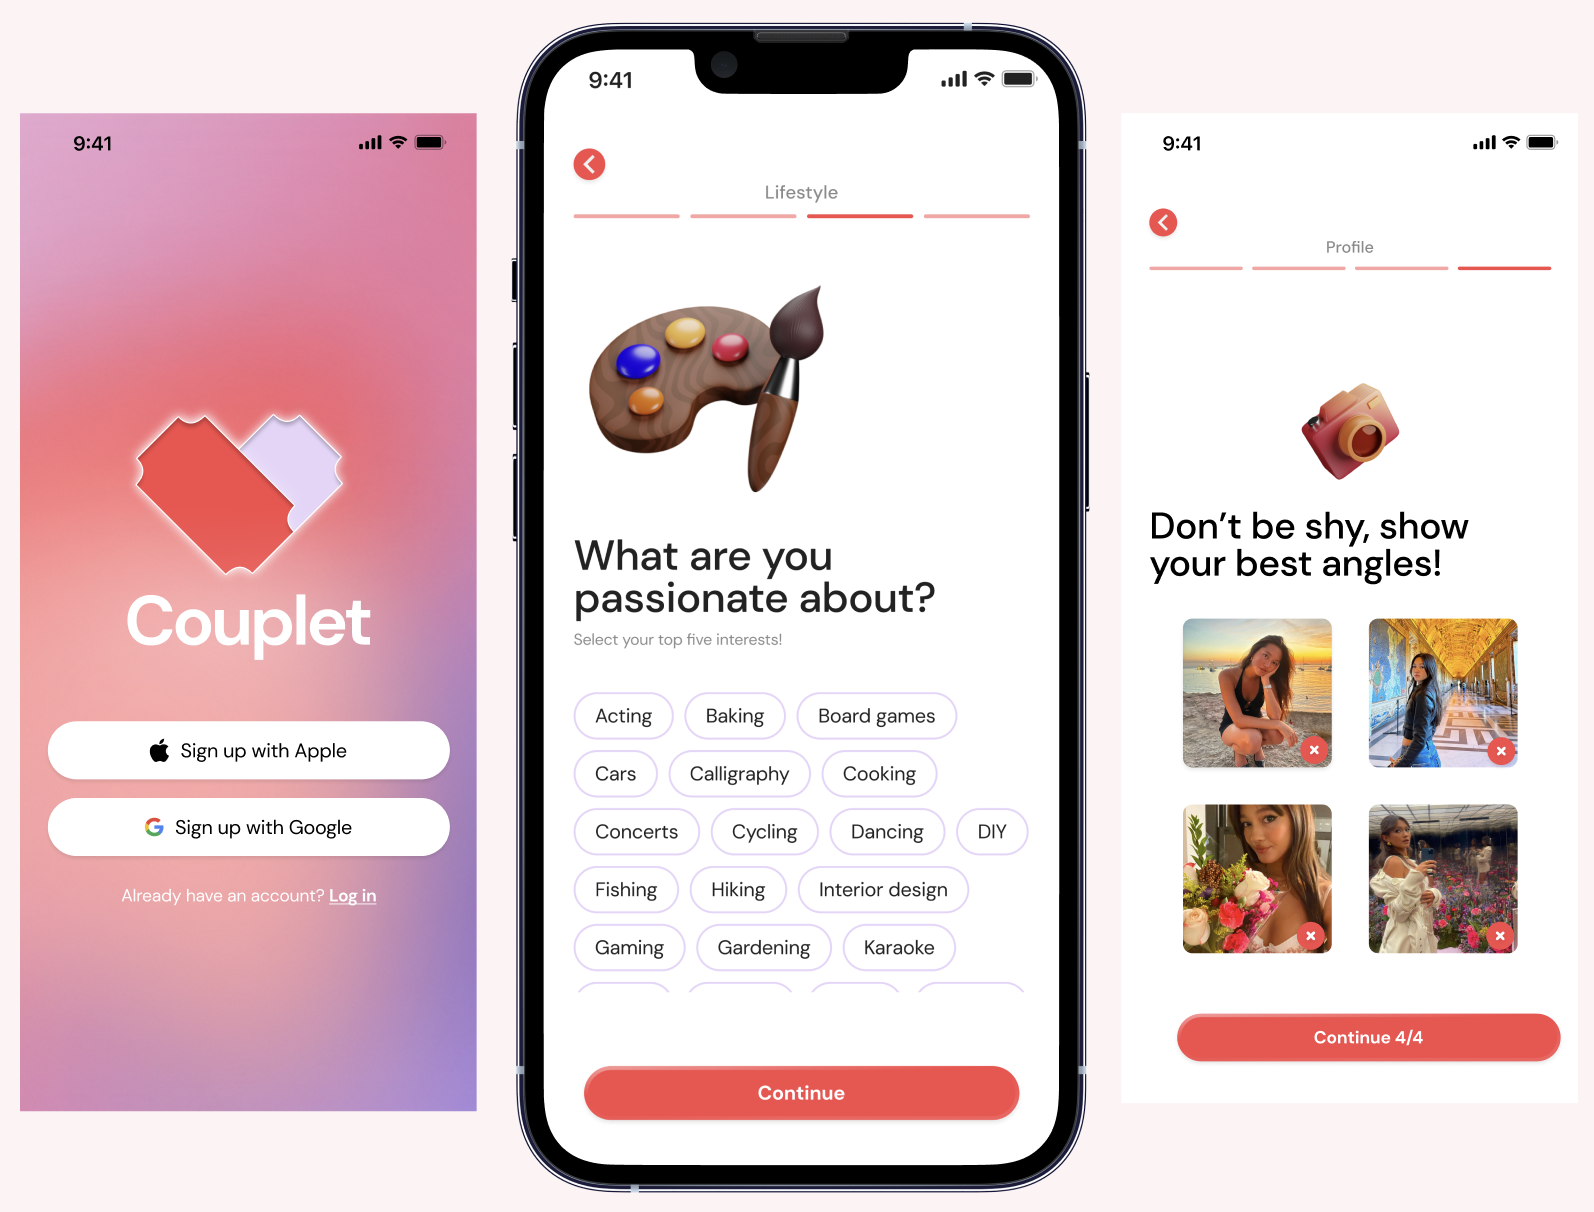 9:41
Couplet
Sign up with Apple
Sign up with Google
Already have an account? Log in
9:41
Lifestyle
What are you
passionate about?
Select your top five interests!
Acting Baking Board games
Cars Calligraphy Cooking
Concerts Cycling Dancing DIY
Fishing Hiking Interior design
Gaming Gardening Karaoke
Continue
9:41
Profile
Don't be shy, show
your best angles!
Continue 4/4